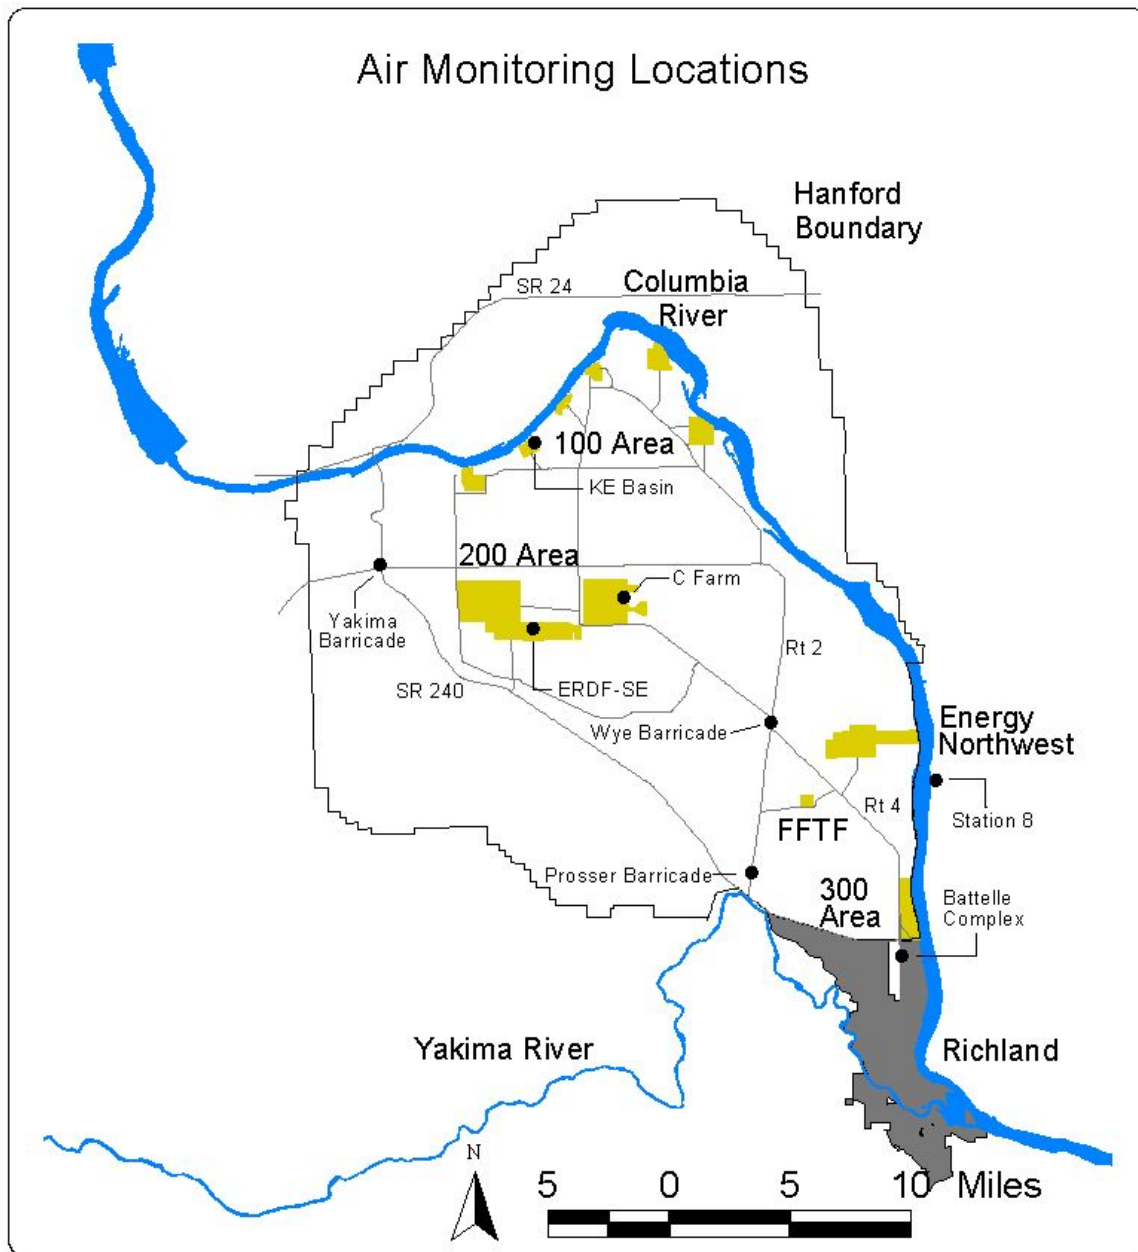 Air Monitoring Locations
Hanford
Boundary
SR 24
Columbia
River
100 Area
KE Basin
200 Area
C Farm
Yakima
Barricade
Rt 2
SR 240
ERDF-SE
Wye Barricade
Energy
Northwest
Rt 4
Station 8
FFTF
Prosser Barricade
300
Area
Battelle
Complex
Yakima River
Richland
N
5 0 5 10 Miles